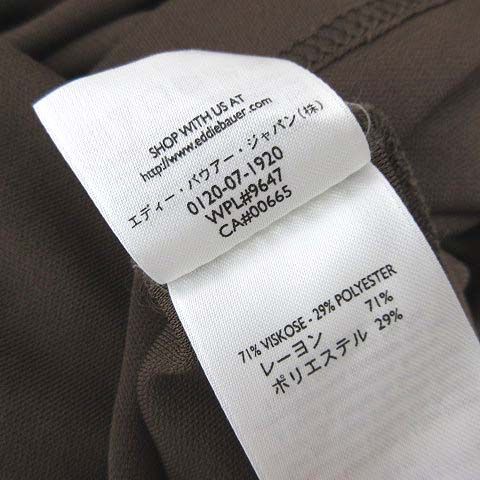 SHOP WITH US AT
http://www.eddiebauer.com
エディー・バウアー・ジャパン(株)
0120-07-1920
WPL#9647
CA#00665
71% VISKOSE - 29% POLYESTER
レーヨン 71%
ポリエステル 29%